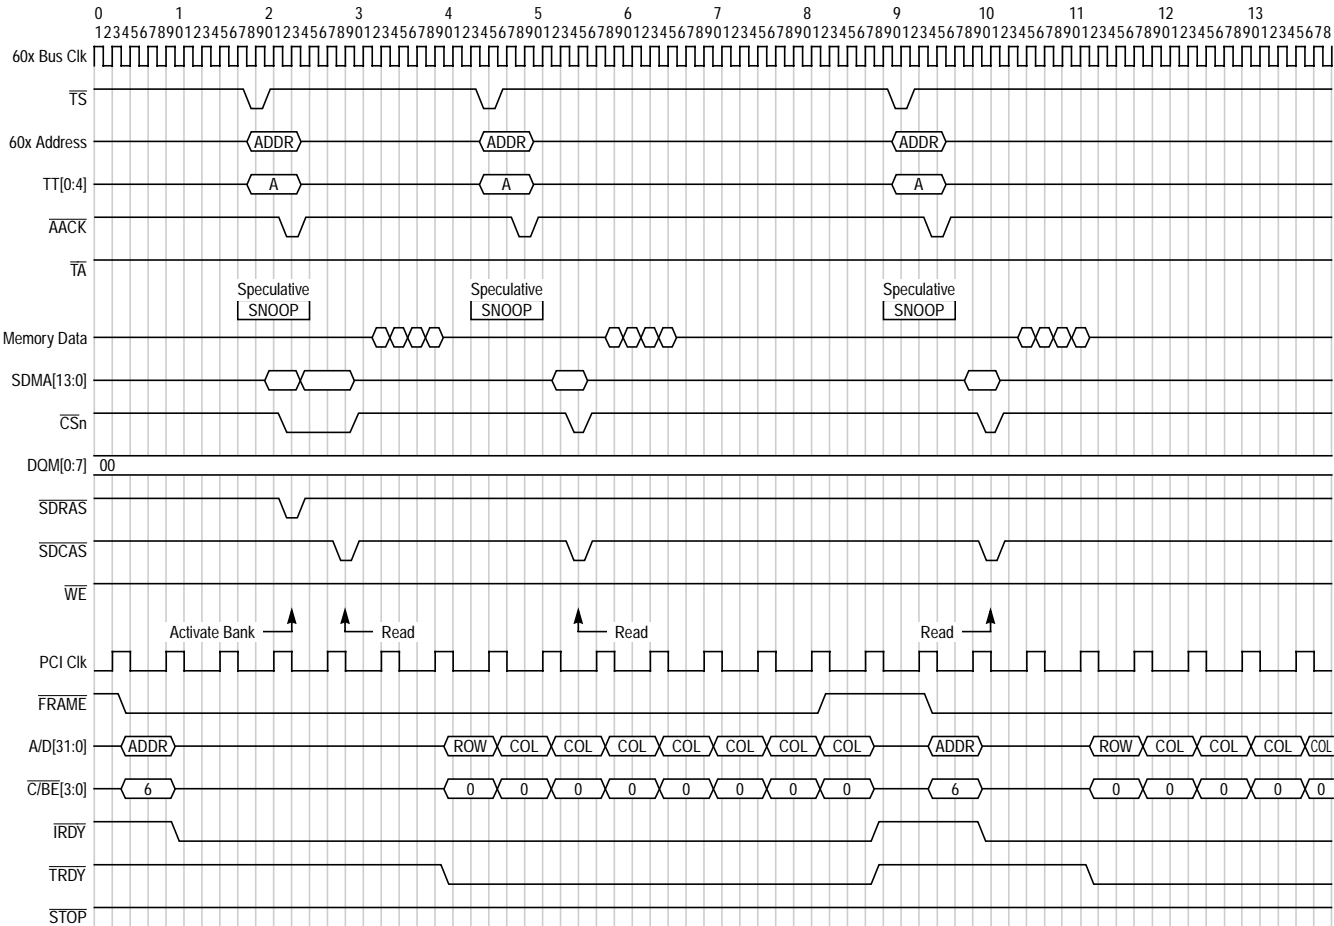 0 1 2 3 4 5 6 7 8 9 10 11 12 13
123456789012345678901234567890123456789012345678901234567890123456789012345678901234567890123456789012345678901234567890123456789012345678
60x Bus Clk
TS
60x Address ADDR ADDR ADDR
TT[0:4] A A A
AACK
TA
Speculative Speculative Speculative
SNOOP SNOOP SNOOP
Memory Data
SDMA[13:0]
CSn
DQM[0:7] 00
SDRAS
SDCAS
WE
Activate Bank Read Read Read
PCI Clk
FRAME
A/D[31:0] ADDR ROW COL COL COL COL COL COL COL ADDR ROW COL COL COL COL
C/BE[3:0] 6 0 0 0 0 0 0 0 0 6 0 0 0 0 0
IRDY
TRDY
STOP